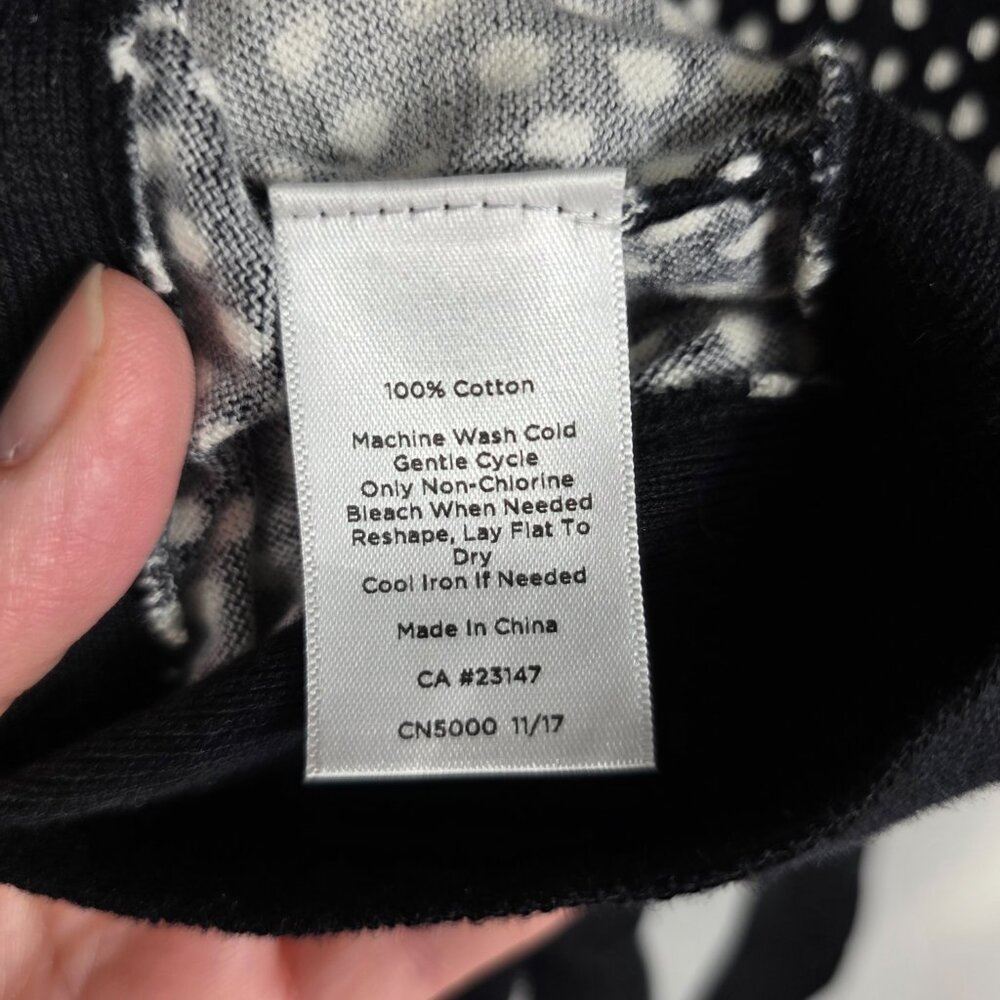 100% Cotton
Machine Wash Cold
Gentle Cycle
Only Non-Chlorine
Bleach When Needed
Reshape, Lay Flat To
Dry
Cool Iron If Needed
Made In China
CA #23147
CN5000 11/17